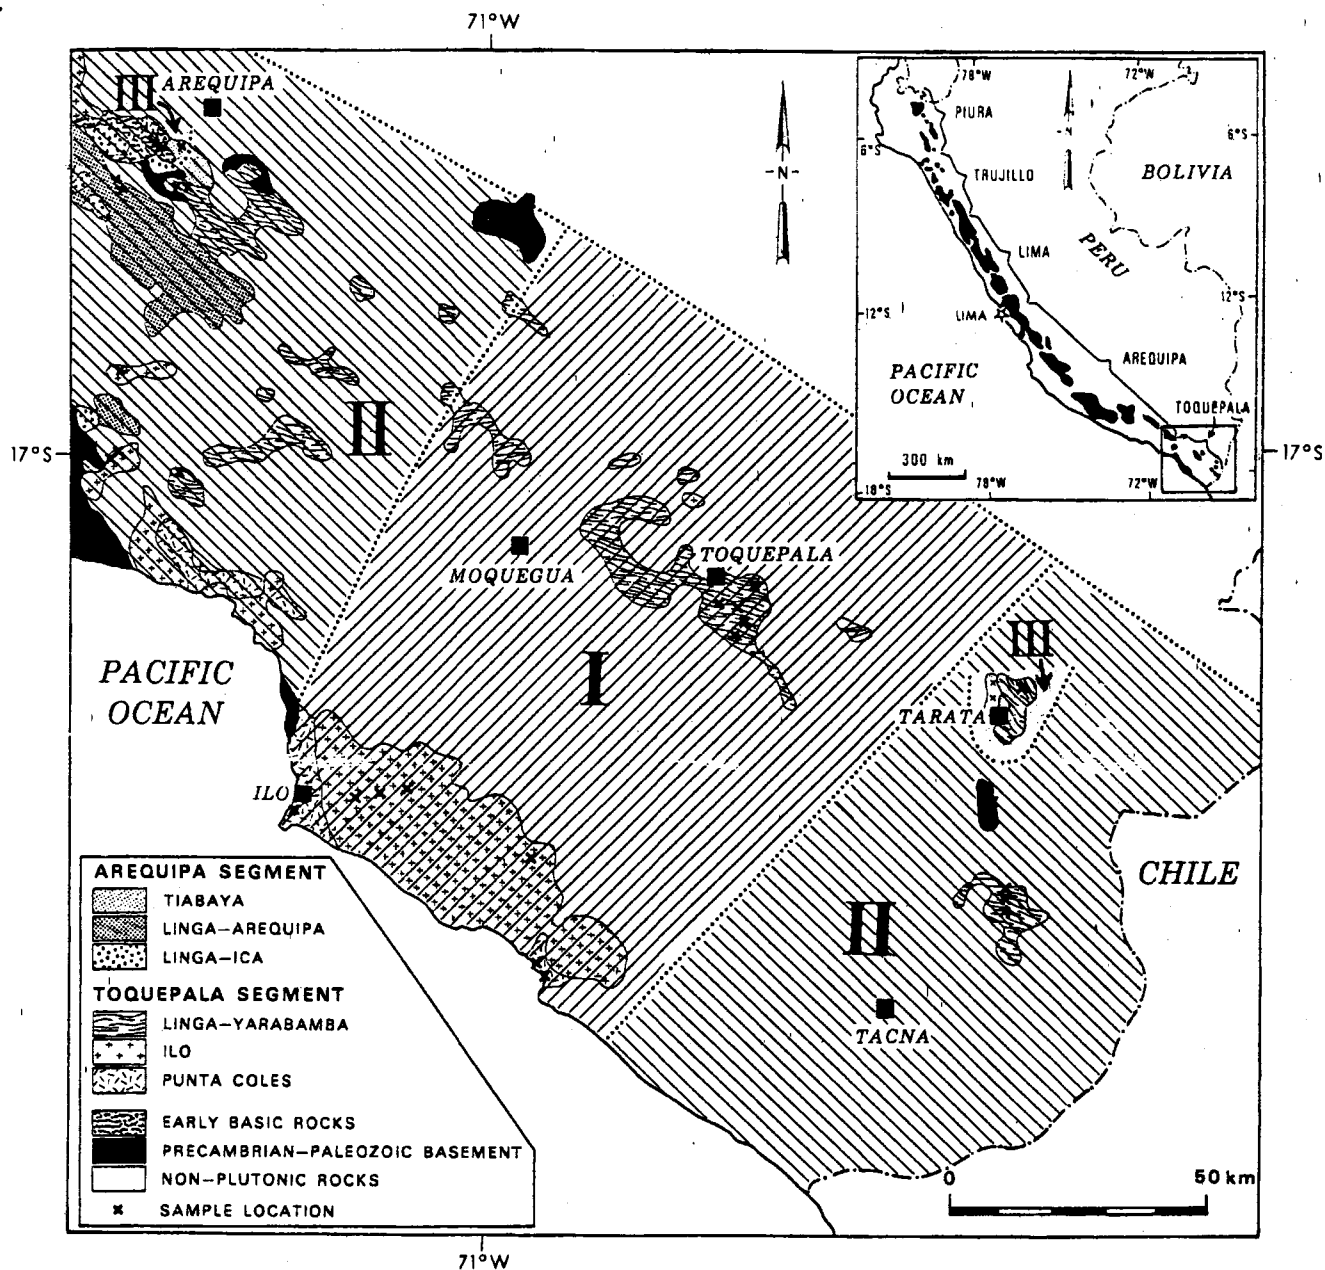 71°W
III
AREQUIPA
-N-
17°S
II
MOQUEGUA
TOQUEPALA
I
III
TARATA
PACIFIC
OCEAN
ILO
CHILE
II
TACNA
17°S
78°W
72°W
PIURA
6°S
6°S
N
TRUJILLO
BOLIVIA
LIMA
PERU
12°S
12°S
LIMA
AREQUIPA
PACIFIC
OCEAN
TOQUEPALA
300 km
18°S
78°W
72°W
AREQUIPA SEGMENT
TIABAYA
LINGA-AREQUIPA
LINGA-ICA
TOQUEPALA SEGMENT
LINGA-YARABAMBA
ILO
PUNTA COLES
EARLY BASIC ROCKS
PRECAMBRIAN-PALEOZOIC BASEMENT
NON-PLUTONIC ROCKS
x SAMPLE LOCATION
0 50 km
71°W